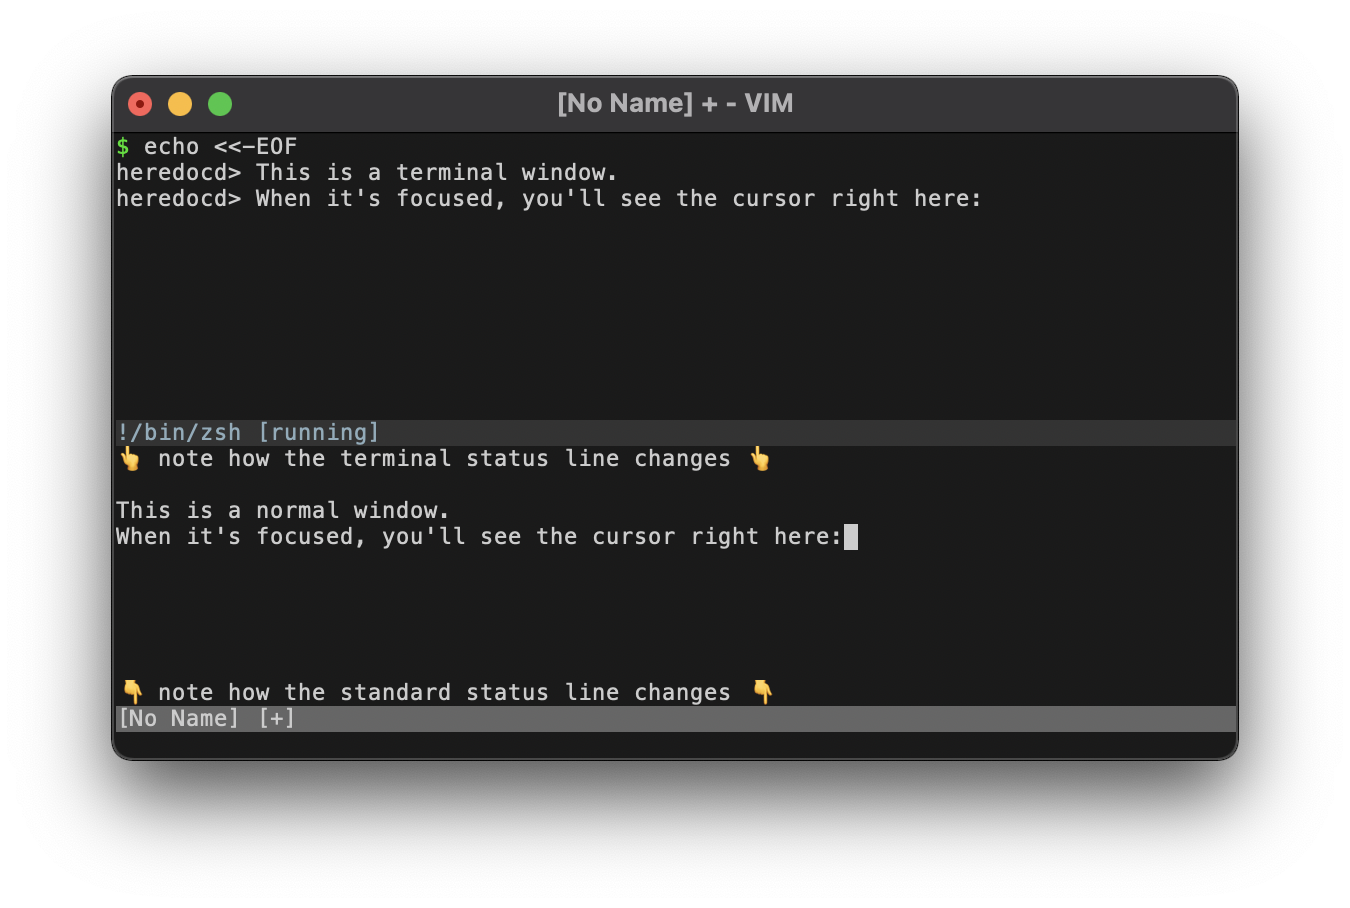 [No Name] + - VIM
$ echo <<-EOF
heredocd> This is a terminal window.
heredocd> When it's focused, you'll see the cursor right here:
!/bin/zsh [running]
👆 note how the terminal status line changes 👆
This is a normal window.
When it's focused, you'll see the cursor right here:
👇 note how the standard status line changes 👇
[No Name] [+]